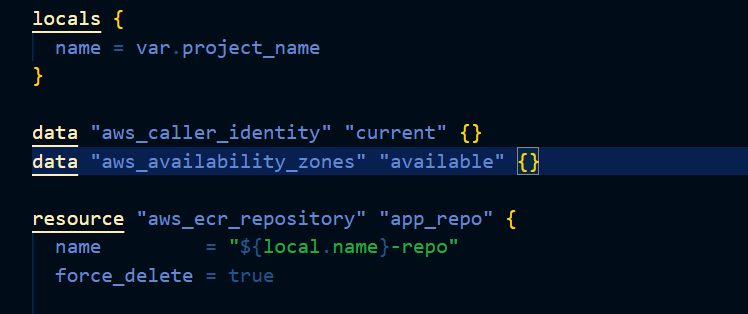 locals {
  name = var.project_name
}
data "aws_caller_identity" "current" {}
data "aws_availability_zones" "available" {}
resource "aws_ecr_repository" "app_repo" {
  name         = "${local.name}-repo"
  force_delete = true